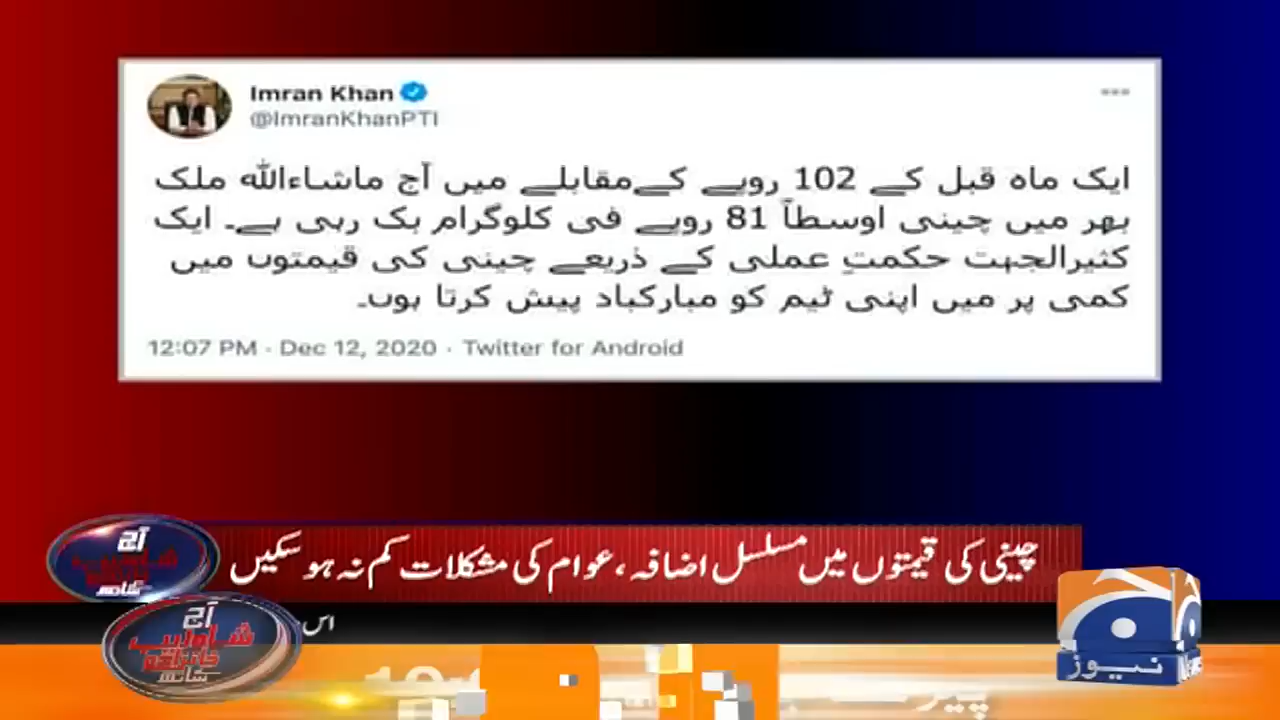 Imran Khan
@ImranKhanPTI
ایک ماہ قبل کے 102 روپے کےمقابلے میں آج ماشاءاللہ ملک
بھر میں چینی اوسطاً 81 روپے فی کلوگرام بک رہی ہے۔ ایک
کثیرالجہت حکمتِ عملی کے ذریعے چینی کی قیمتوں میں
کمی پر میں اپنی ٹیم کو مبارکباد پیش کرتا ہوں۔
12:07 PM · Dec 12, 2020 · Twitter for Android
چینی کی قیمتوں میں مسلسل اضافہ، عوام کی مشکلات کم نہ ہو سکیں
آج
شاہزیب
خانزادہ
کے ساتھ
اس
نیوز